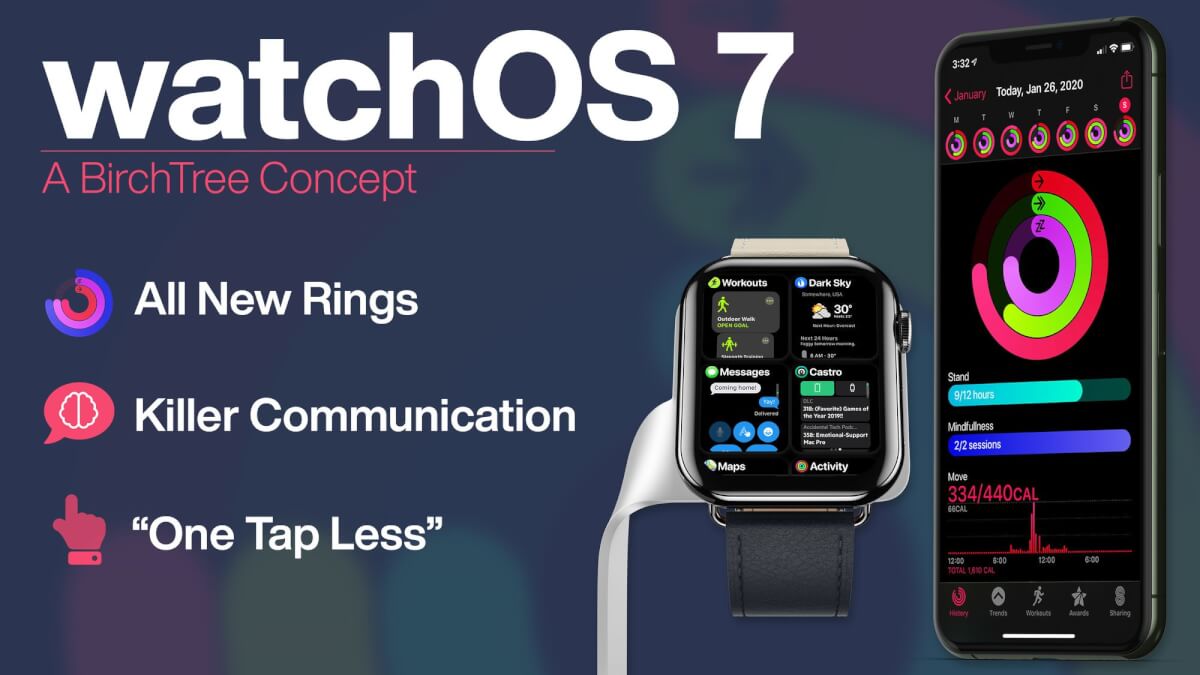 watchOS 7
A BirchTree Concept
All New Rings
Killer Communication
“One Tap Less”
Workouts
Outdoor Walk
OPEN GOAL
Strength Training
Dark Sky
Somewhere, USA
30°
Next Hour: Overcast
Next 24 Hours
Foggy tomorrow morning.
6 AM - 30°
Messages
Coming home!
Yay!
Delivered
Castro
DLC
318: (Favorite) Games of
the Year 2019!!
Accidental Tech Podc...
358: Emotional-Support
Mac Pro
Maps
Activity
3:32
January
Today, Jan 26, 2020
M T W T F S S
Stand
9/12 hours
Mindfullness
2/2 sessions
Move
334/440CAL
66CAL
12:00 6:00 12:00 6:00
TOTAL 1,610 CAL
History Trends Workouts Awards Sharing